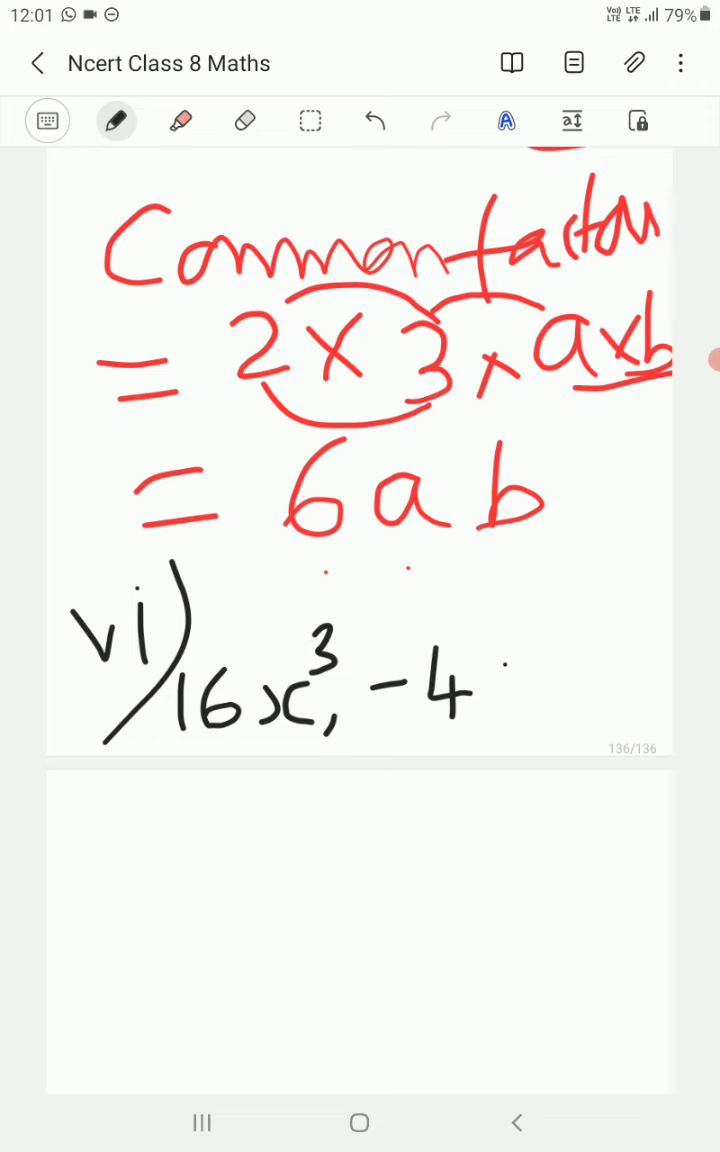 12:01 79%
Ncert Class 8 Maths
Common factor
= 2 × 3 × a × b
= 6 a b
vi)
16x³, - 4
136/136